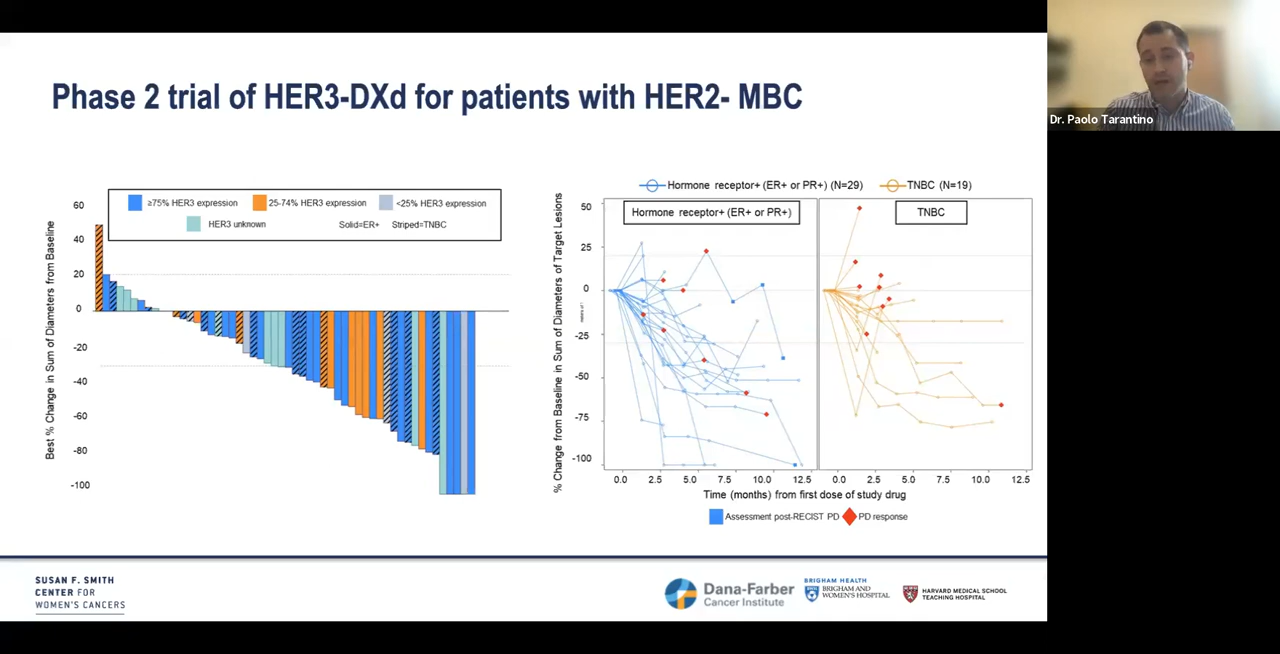 Phase 2 trial of HER3-DXd for patients with HER2- MBC
Dr. Paolo Tarantino
Best % Change in Sum of Diameters from Baseline
60
40
20
0
-20
-40
-60
-80
-100
≥75% HER3 expression
25-74% HER3 expression
<25% HER3 expression
HER3 unknown
Solid=ER+ Striped=TNBC
Hormone receptor+ (ER+ or PR+) (N=29)
TNBC (N=19)
% Change from Baseline in Sum of Diameter of Target Lesions
50
25
0
-25
-50
-75
-100
Hormone receptor+ (ER+ or PR+)
TNBC
0.0 2.5 5.0 7.5 10.0 12.5
0.0 2.5 5.0 7.5 10.0 12.5
Time (months) from first dose of study drug
Assessment post-RECIST PD
PD response
SUSAN F. SMITH
CENTER FOR
WOMEN'S CANCERS
Dana-Farber
Cancer Institute
BRIGHAM HEALTH
BRIGHAM AND
WOMEN'S HOSPITAL
HARVARD MEDICAL SCHOOL
TEACHING HOSPITAL